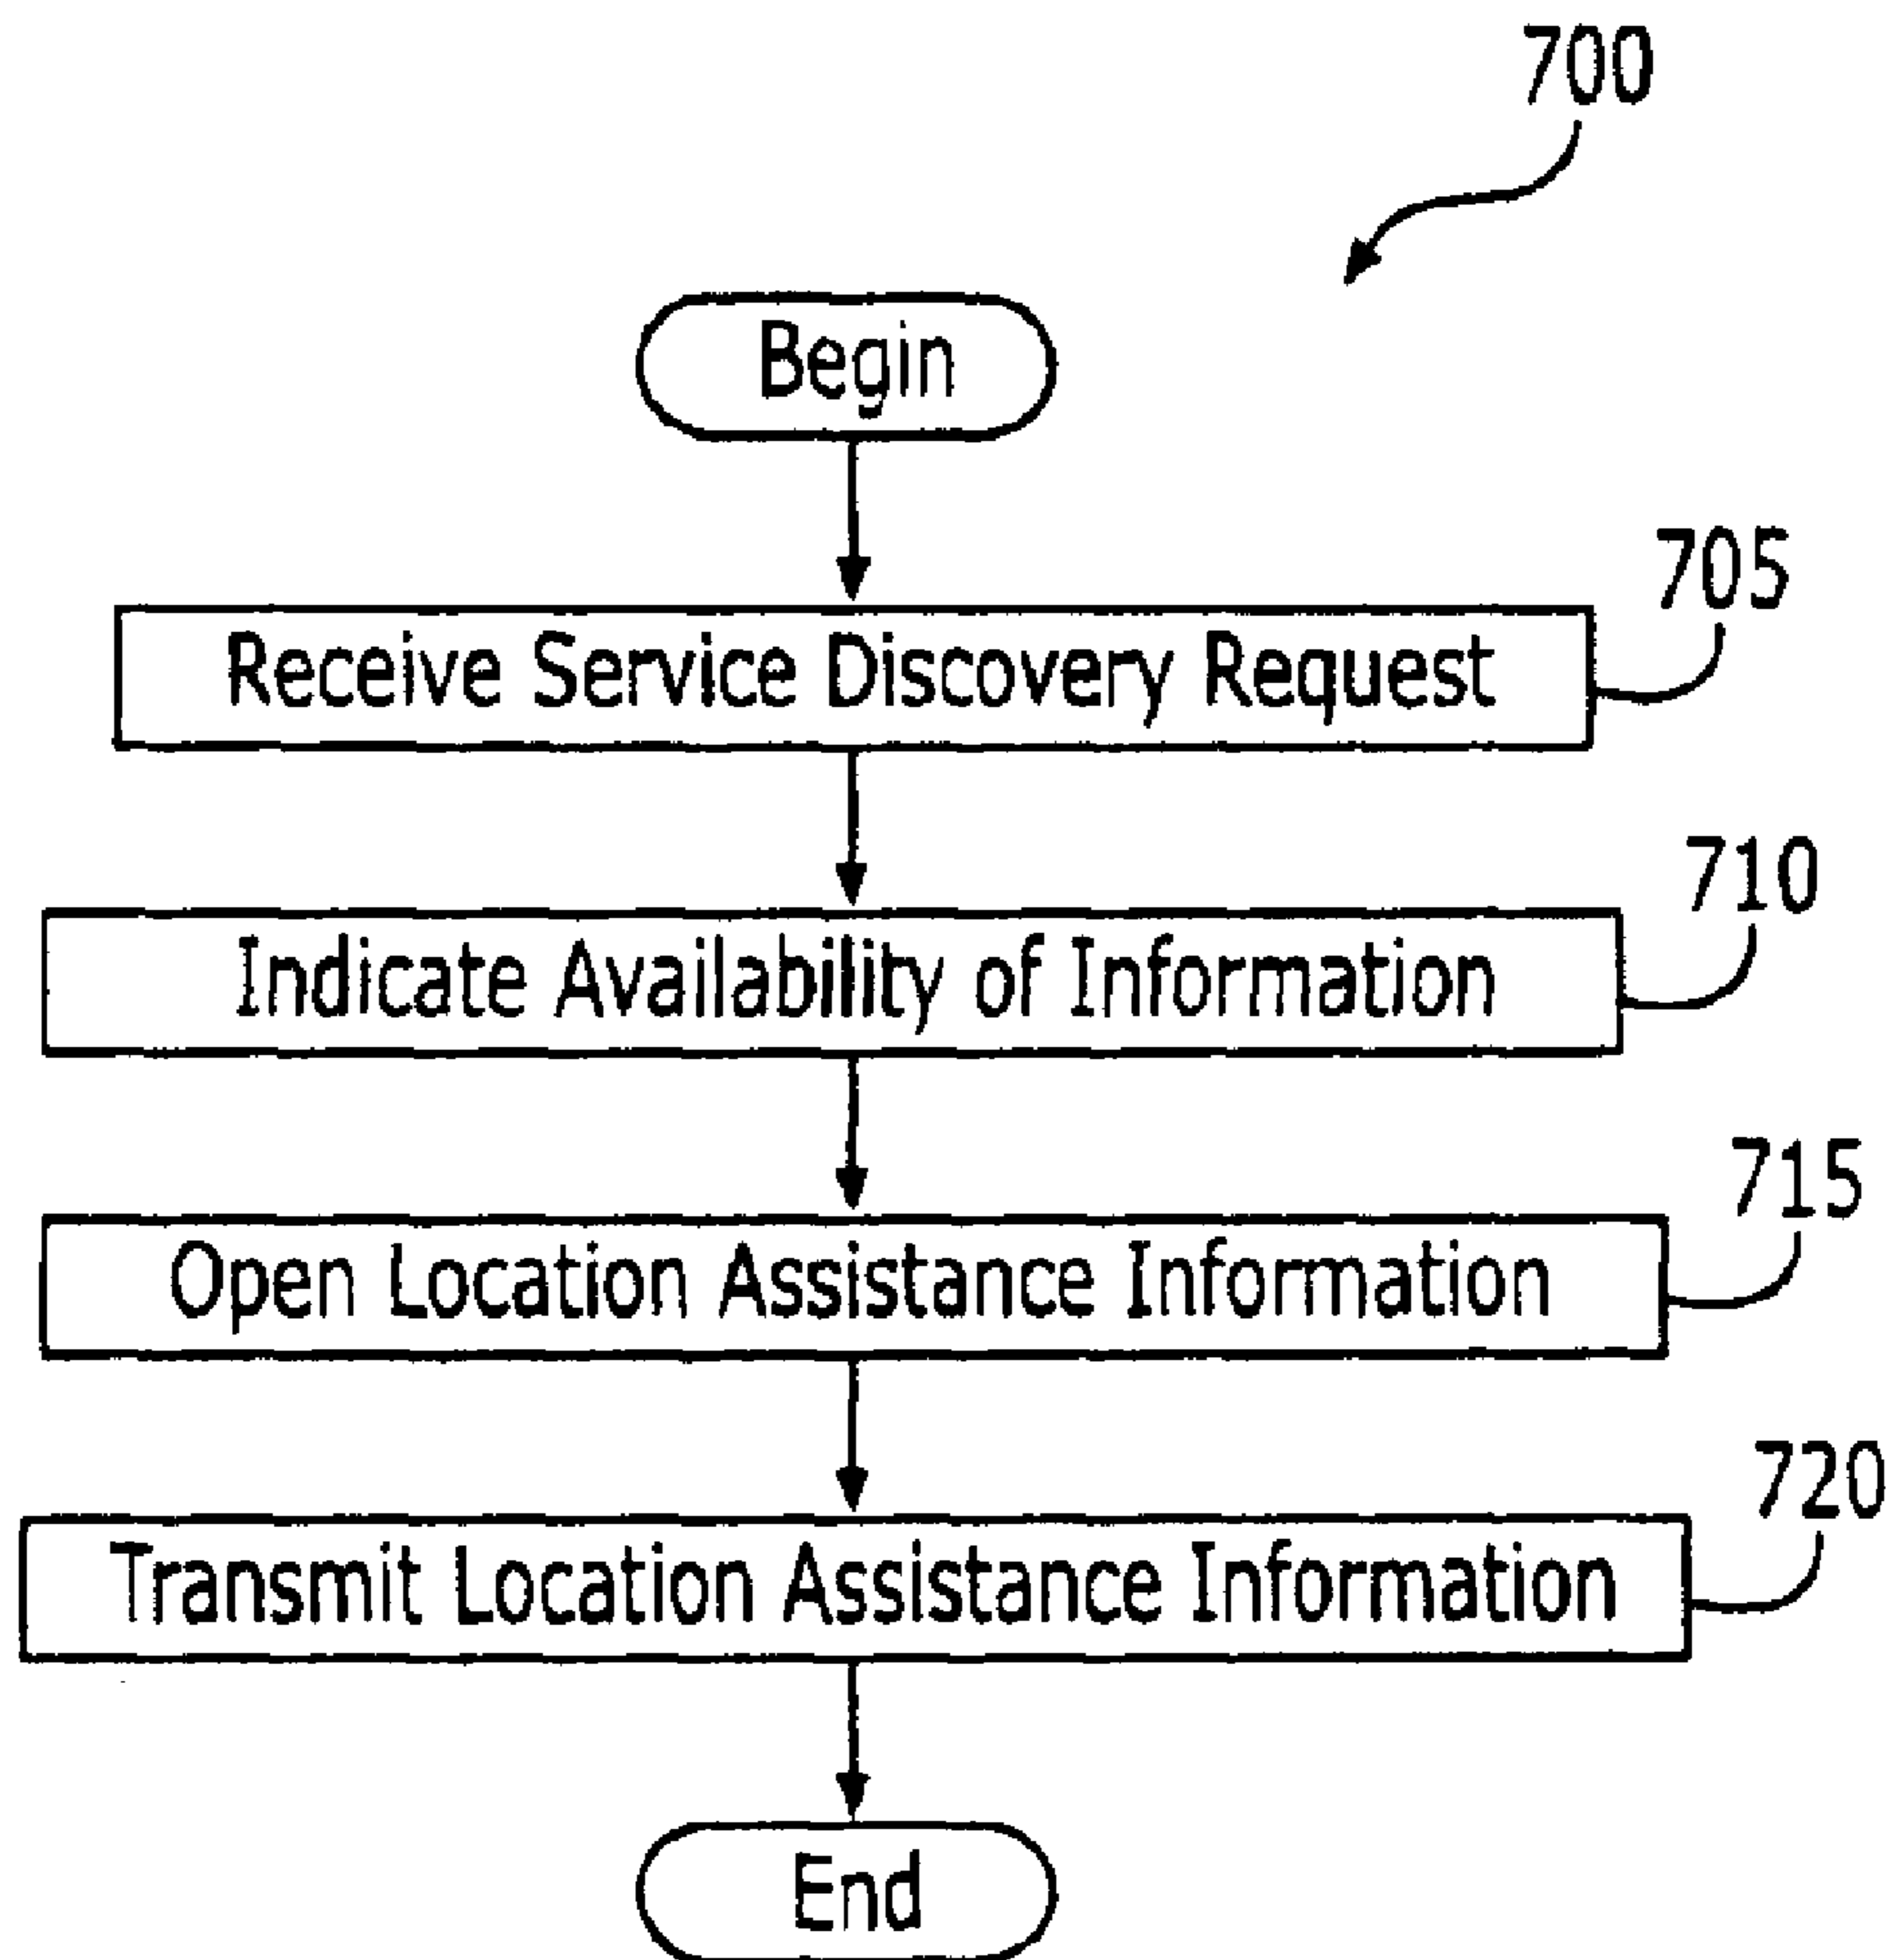 700
Begin
705
Receive Service Discovery Request
710
Indicate Availability of Information
715
Open Location Assistance Information
720
Transmit Location Assistance Information
End